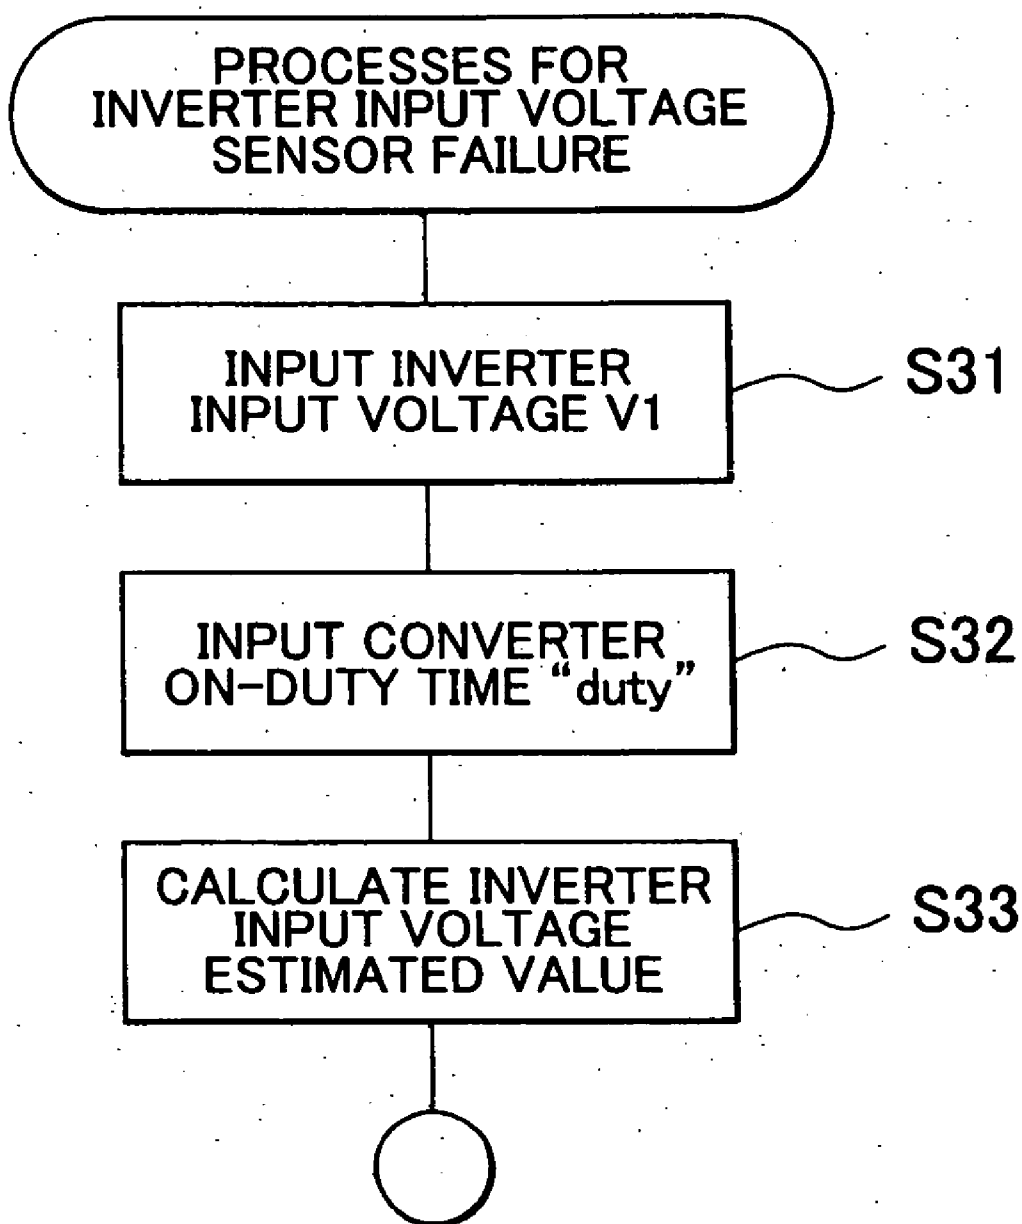 PROCESSES FOR
INVERTER INPUT VOLTAGE
SENSOR FAILURE
INPUT INVERTER
INPUT VOLTAGE V1
S31
INPUT CONVERTER
ON-DUTY TIME “duty”
S32
CALCULATE INVERTER
INPUT VOLTAGE
ESTIMATED VALUE
S33